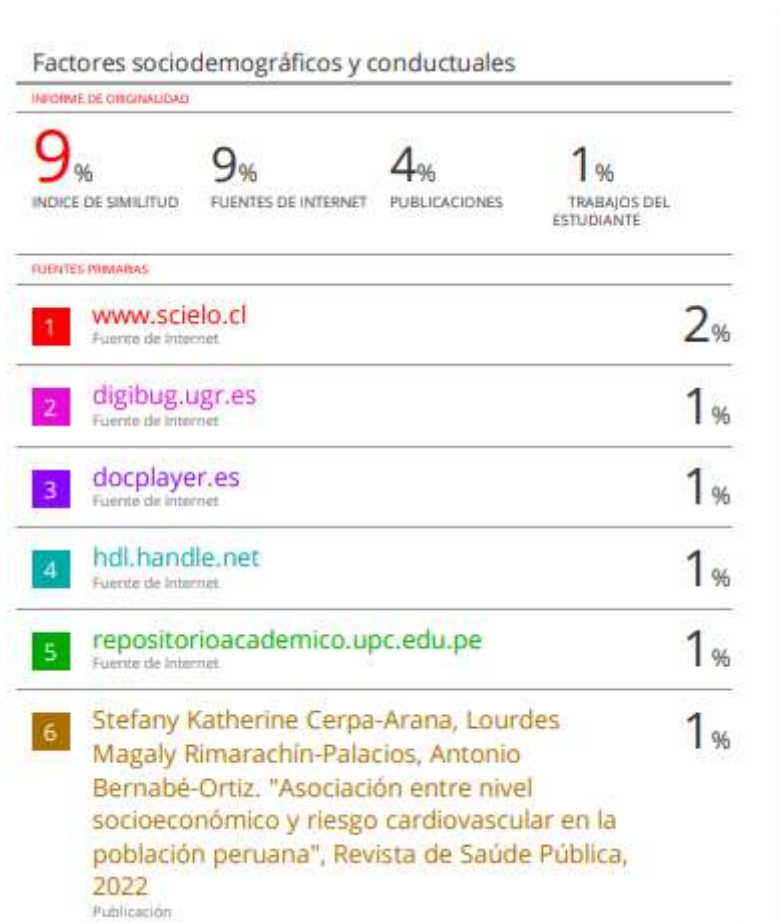 Factores sociodemográficos y conductuales
INFORME DE ORIGINALIDAD
9%
INDICE DE SIMILITUD
9%
FUENTES DE INTERNET
4%
PUBLICACIONES
1%
TRABAJOS DEL
ESTUDIANTE
FUENTES PRIMARIAS
1
www.scielo.cl
Fuente de Internet
2%
2
digibug.ugr.es
Fuente de Internet
1%
3
docplayer.es
Fuente de Internet
1%
4
hdl.handle.net
Fuente de Internet
1%
5
repositorioacademico.upc.edu.pe
Fuente de Internet
1%
6
Stefany Katherine Cerpa-Arana, Lourdes
Magaly Rimarachín-Palacios, Antonio
Bernabé-Ortiz. "Asociación entre nivel
socioeconómico y riesgo cardiovascular en la
población peruana", Revista de Saúde Pública,
2022
Publicación
1%